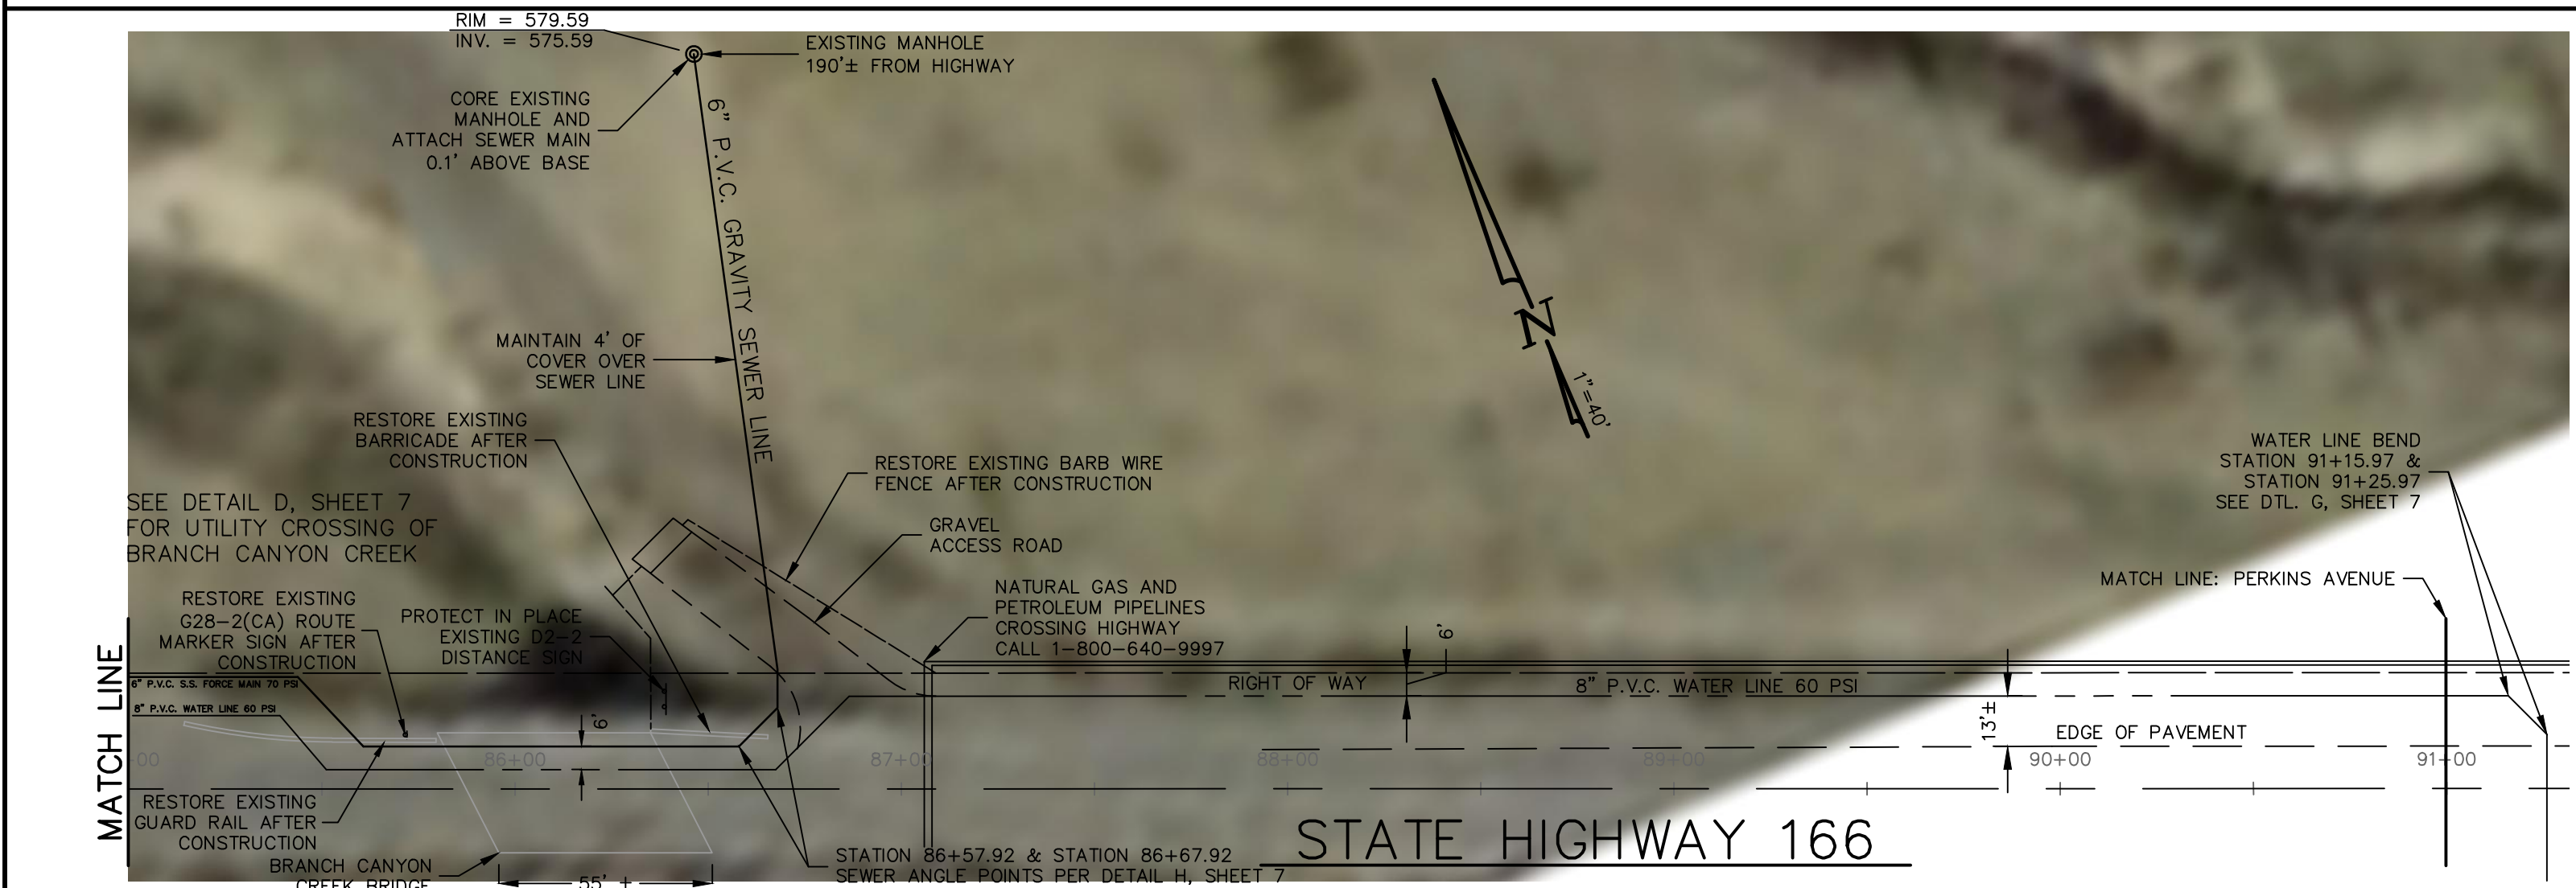 RIM = 579.59
INV. = 575.59
EXISTING MANHOLE
190'± FROM HIGHWAY
CORE EXISTING
MANHOLE AND
ATTACH SEWER MAIN
0.1' ABOVE BASE
6" P.V.C. GRAVITY SEWER LINE
N
1"=40'
MAINTAIN 4' OF
COVER OVER
SEWER LINE
RESTORE EXISTING
BARRICADE AFTER
CONSTRUCTION
RESTORE EXISTING BARB WIRE
FENCE AFTER CONSTRUCTION
WATER LINE BEND
STATION 91+15.97 &
STATION 91+25.97
SEE DTL. G, SHEET 7
SEE DETAIL D, SHEET 7
FOR UTILITY CROSSING OF
BRANCH CANYON CREEK
GRAVEL
ACCESS ROAD
MATCH LINE: PERKINS AVENUE
NATURAL GAS AND
PETROLEUM PIPELINES
CROSSING HIGHWAY
CALL 1-800-640-9997
RESTORE EXISTING
G28-2(CA) ROUTE
MARKER SIGN AFTER
CONSTRUCTION
PROTECT IN PLACE
EXISTING D2-2
DISTANCE SIGN
MATCH LINE
6" P.V.C. S.S. FORCE MAIN 70 PSI
8" P.V.C. WATER LINE 60 PSI
6'
6'
RIGHT OF WAY
8" P.V.C. WATER LINE 60 PSI
13'±
EDGE OF PAVEMENT
+00
86+00
87+00
88+00
89+00
90+00
91+00
RESTORE EXISTING
GUARD RAIL AFTER
CONSTRUCTION
STATE HIGHWAY 166
BRANCH CANYON
CREEK BRIDGE
55' ±
STATION 86+57.92 & STATION 86+67.92
SEWER ANGLE POINTS PER DETAIL H, SHEET 7